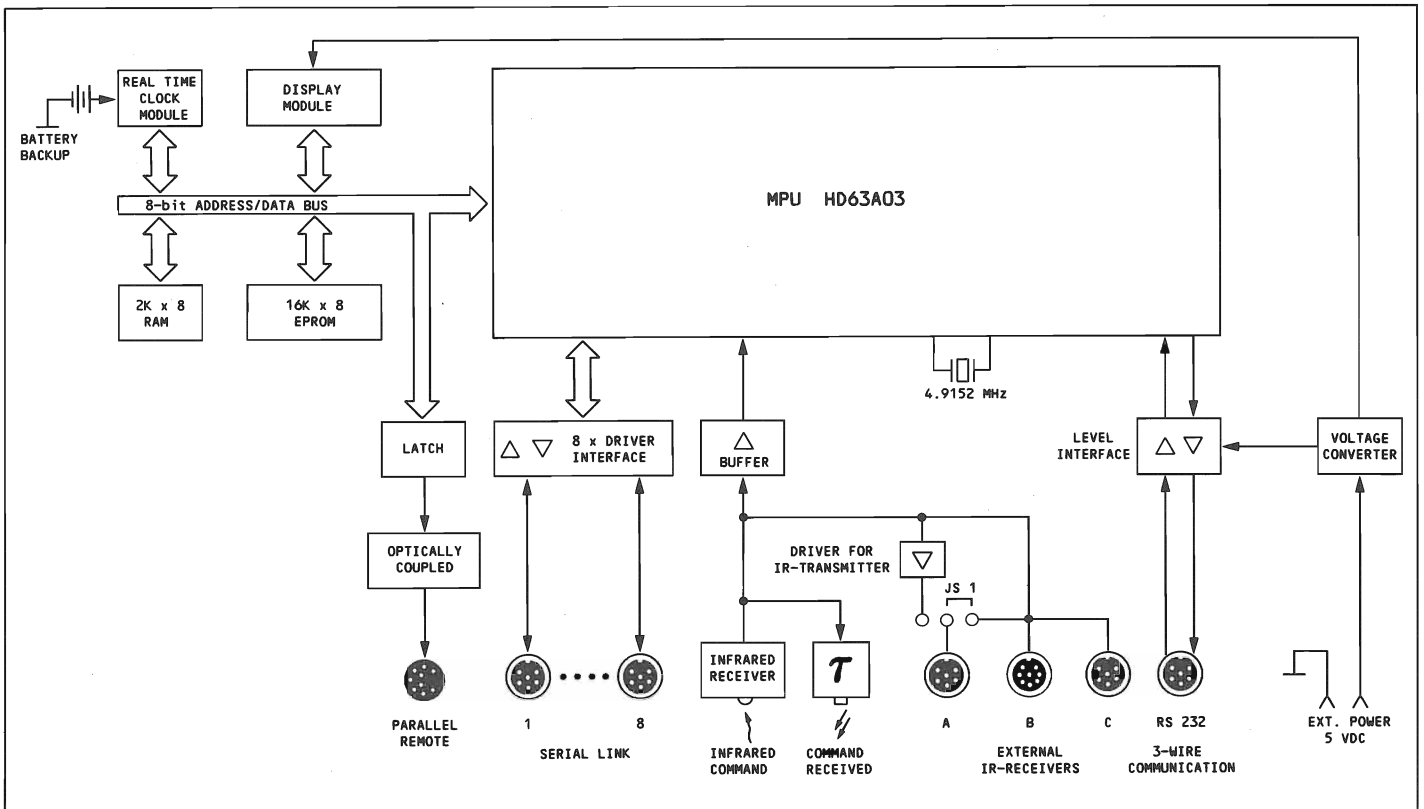 REAL TIME
CLOCK
MODULE
DISPLAY
MODULE
BATTERY
BACKUP
8-bit ADDRESS/DATA BUS
MPU HD63A03
2K x 8
RAM
16K x 8
EPROM
4.9152 MHz
LATCH
8 x DRIVER
INTERFACE
BUFFER
LEVEL
INTERFACE
VOLTAGE
CONVERTER
OPTICALLY
COUPLED
DRIVER FOR
IR-TRANSMITTER
JS 1
INFRARED
RECEIVER
τ
PARALLEL
REMOTE
1
8
SERIAL LINK
INFRARED
COMMAND
COMMAND
RECEIVED
A
B
C
EXTERNAL
IR-RECEIVERS
RS 232
3-WIRE
COMMUNICATION
EXT. POWER
5 VDC